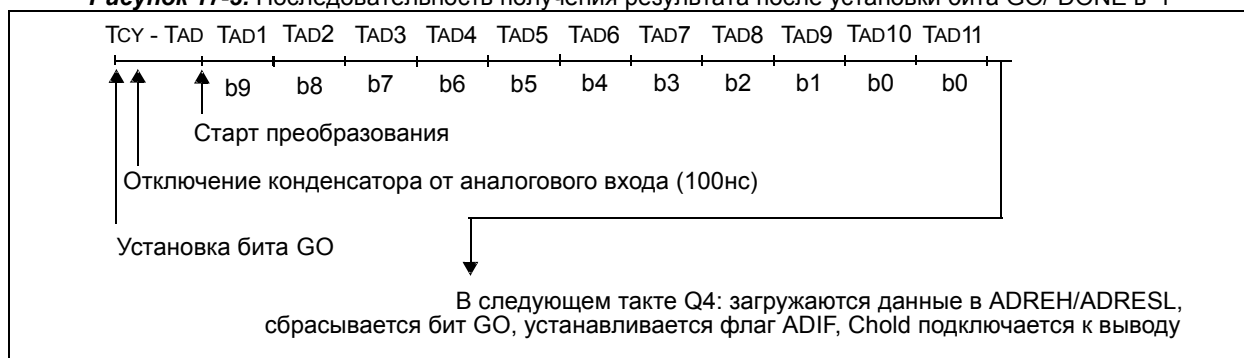 Рисунок 17-3. Последовательность получения результата после установки бита GO/-DONE в '1'
TCY - TAD TAD1 TAD2 TAD3 TAD4 TAD5 TAD6 TAD7 TAD8 TAD9 TAD10 TAD11
b9 b8 b7 b6 b5 b4 b3 b2 b1 b0 b0
Старт преобразования
Отключение конденсатора от аналогового входа (100нс)
Установка бита GO
В следующем такте Q4: загружаются данные в ADREH/ADRESL,
сбрасывается бит GO, устанавливается флаг ADIF, Chold подключается к выводу